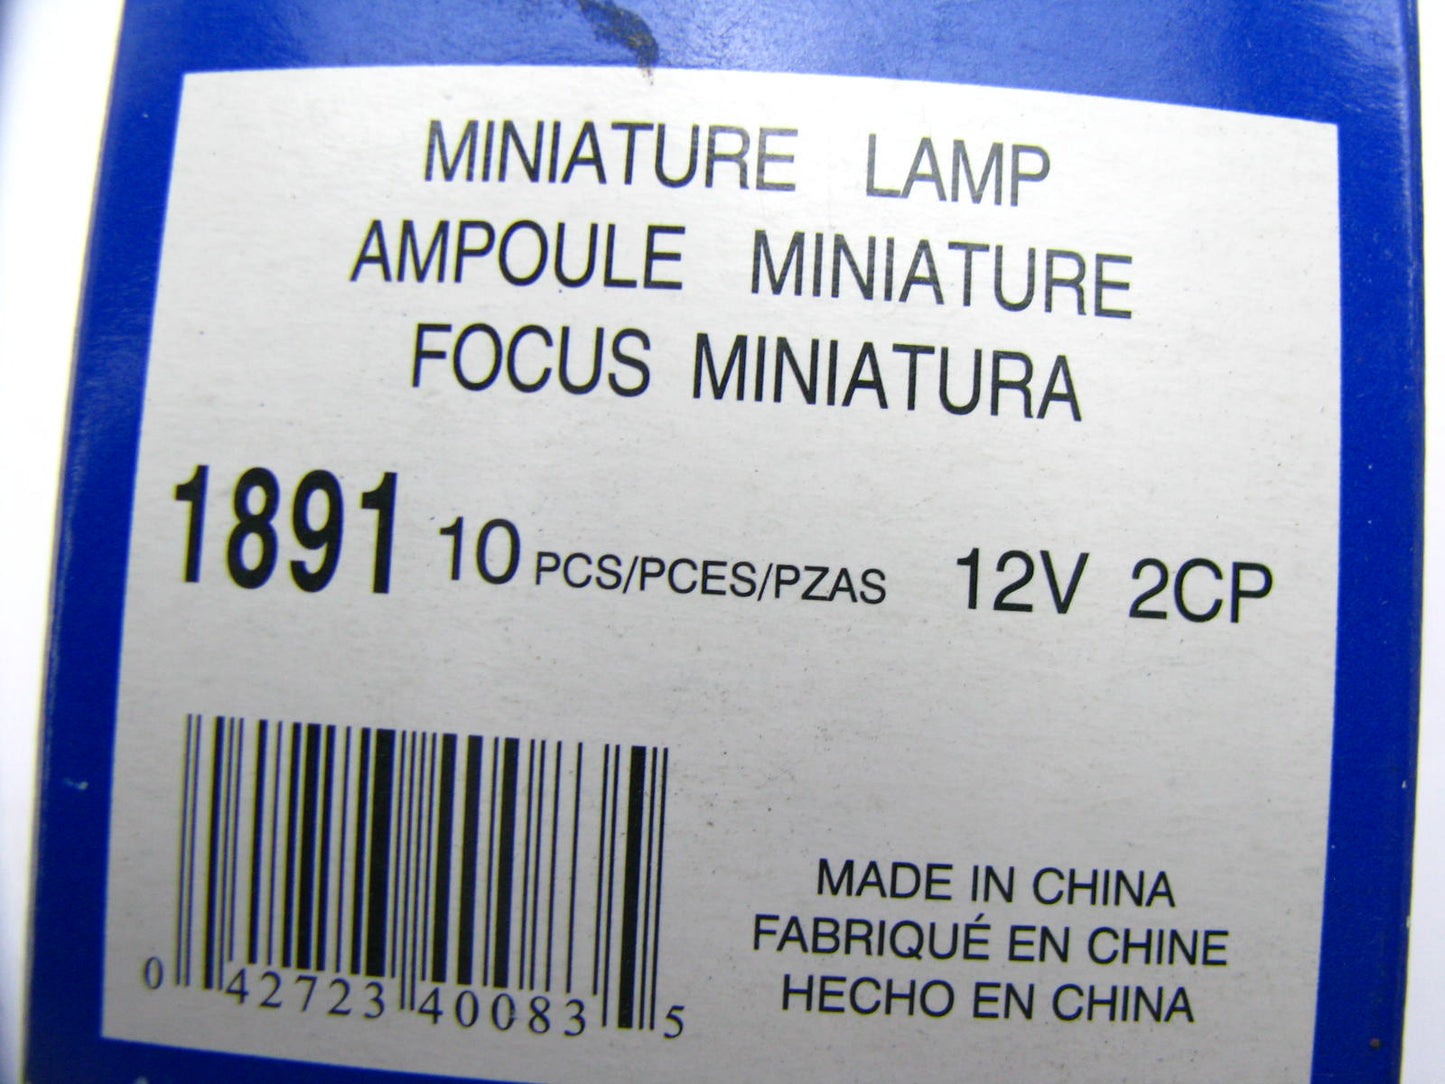 MINIATURE LAMP
AMPOULE MINIATURE
FOCUS MINIATURA
1891 10 PCS/PCES/PZAS 12V 2CP
0 42723 40083 5
MADE IN CHINA
FABRIQUÉ EN CHINE
HECHO EN CHINA